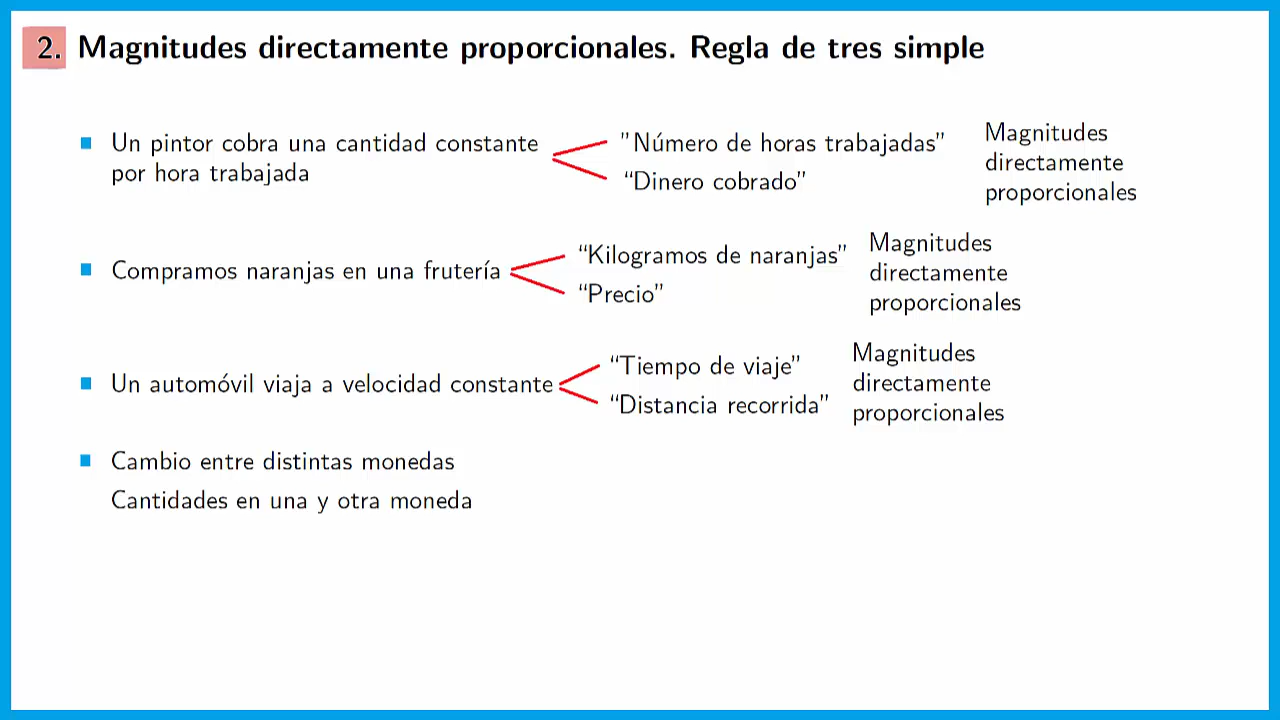 2. Magnitudes directamente proporcionales. Regla de tres simple
Un pintor cobra una cantidad constante
por hora trabajada
"Número de horas trabajadas"
“Dinero cobrado”
Magnitudes
directamente
proporcionales
Compramos naranjas en una frutería
“Kilogramos de naranjas”
“Precio”
Magnitudes
directamente
proporcionales
Un automóvil viaja a velocidad constante
“Tiempo de viaje”
“Distancia recorrida”
Magnitudes
directamente
proporcionales
Cambio entre distintas monedas
Cantidades en una y otra moneda